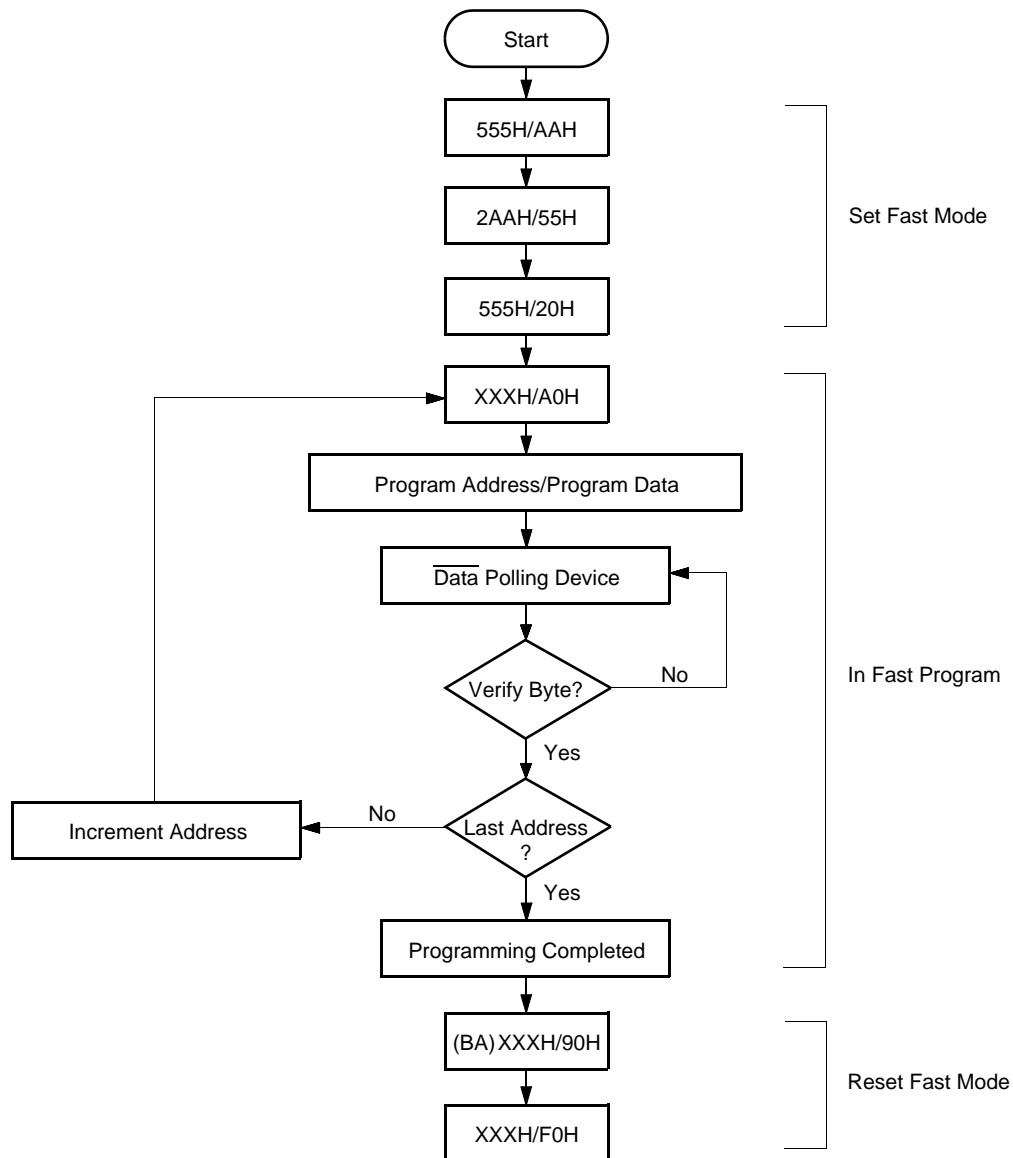 Start
555H/AAH
2AAH/55H
Set Fast Mode
555H/20H
XXXH/A0H
Program Address/Program Data
Data Polling Device
Verify Byte?
No
In Fast Program
Yes
Increment Address
No
Last Address
?
Yes
Programming Completed
(BA)XXXH/90H
Reset Fast Mode
XXXH/F0H